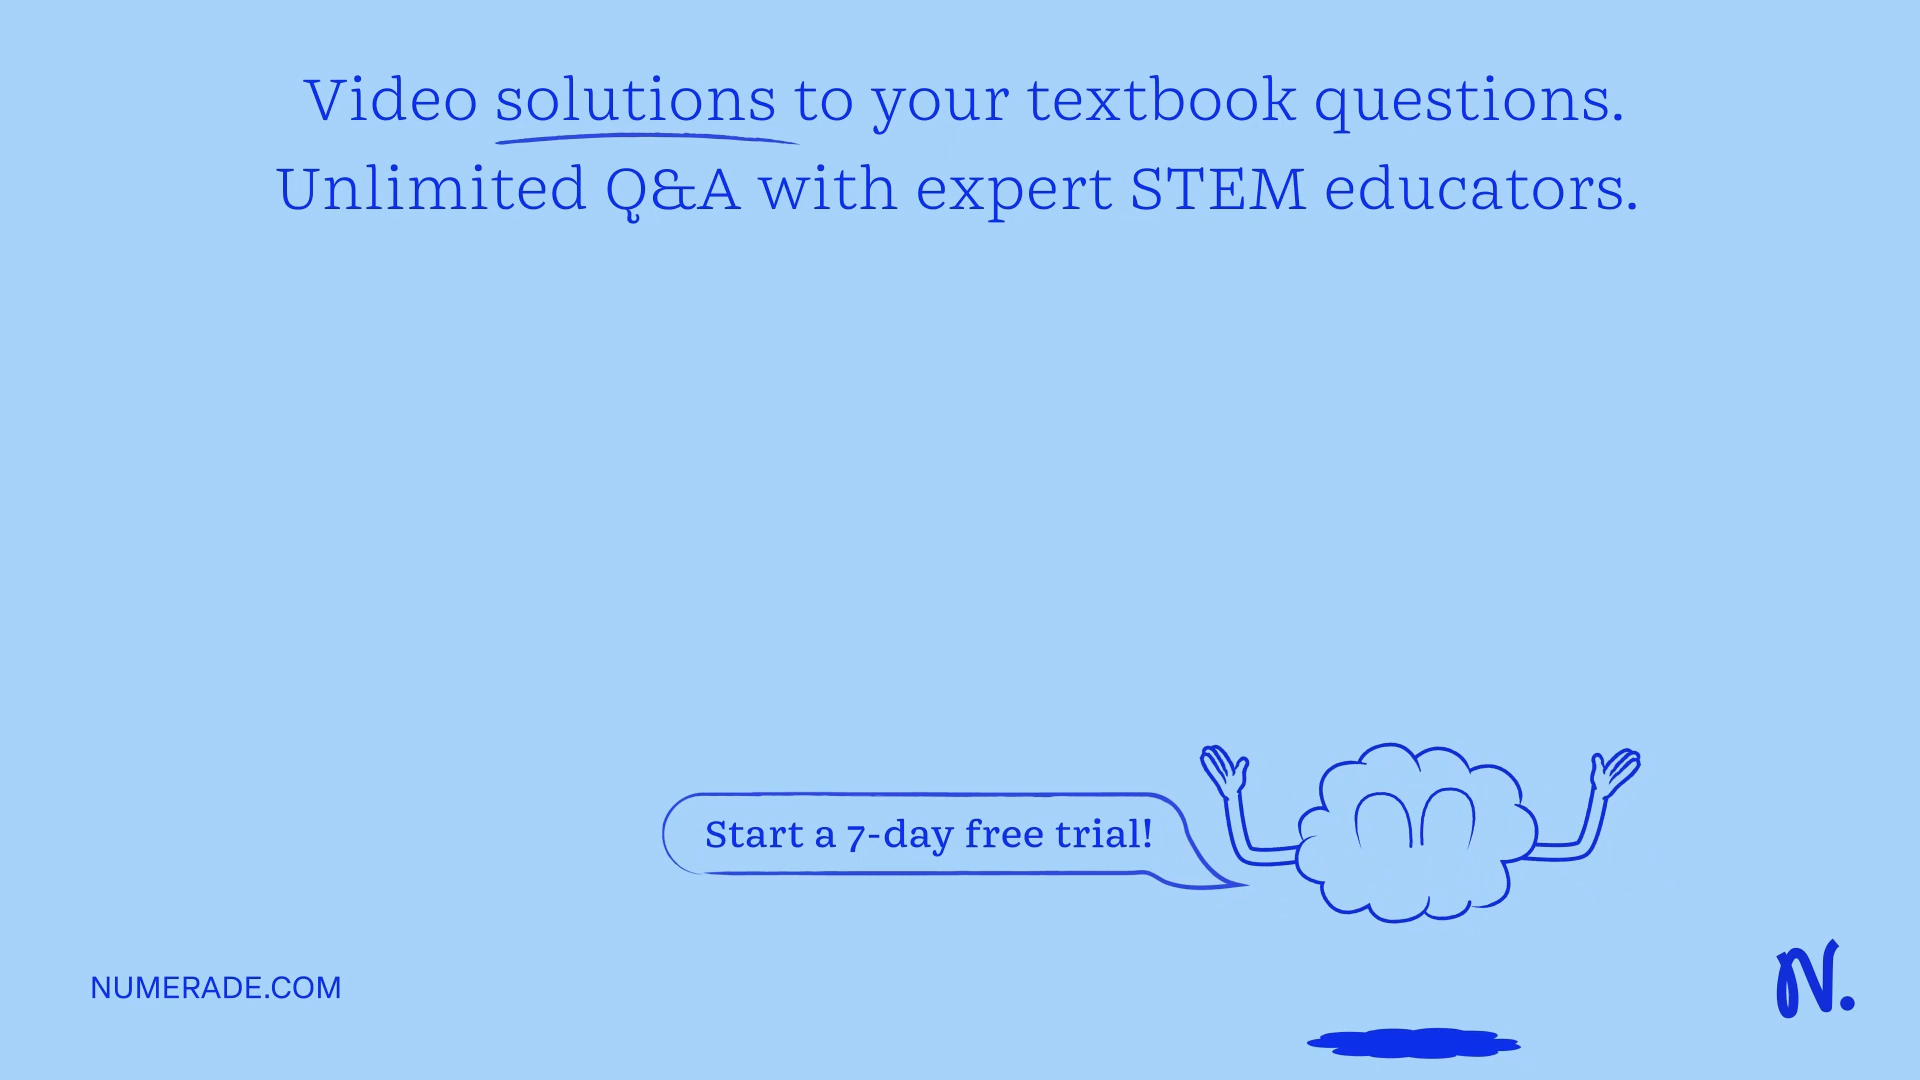 Video solutions to your textbook questions.
Unlimited Q&A with expert STEM educators.
Start a 7-day free trial!
NUMERADE.COM
N.